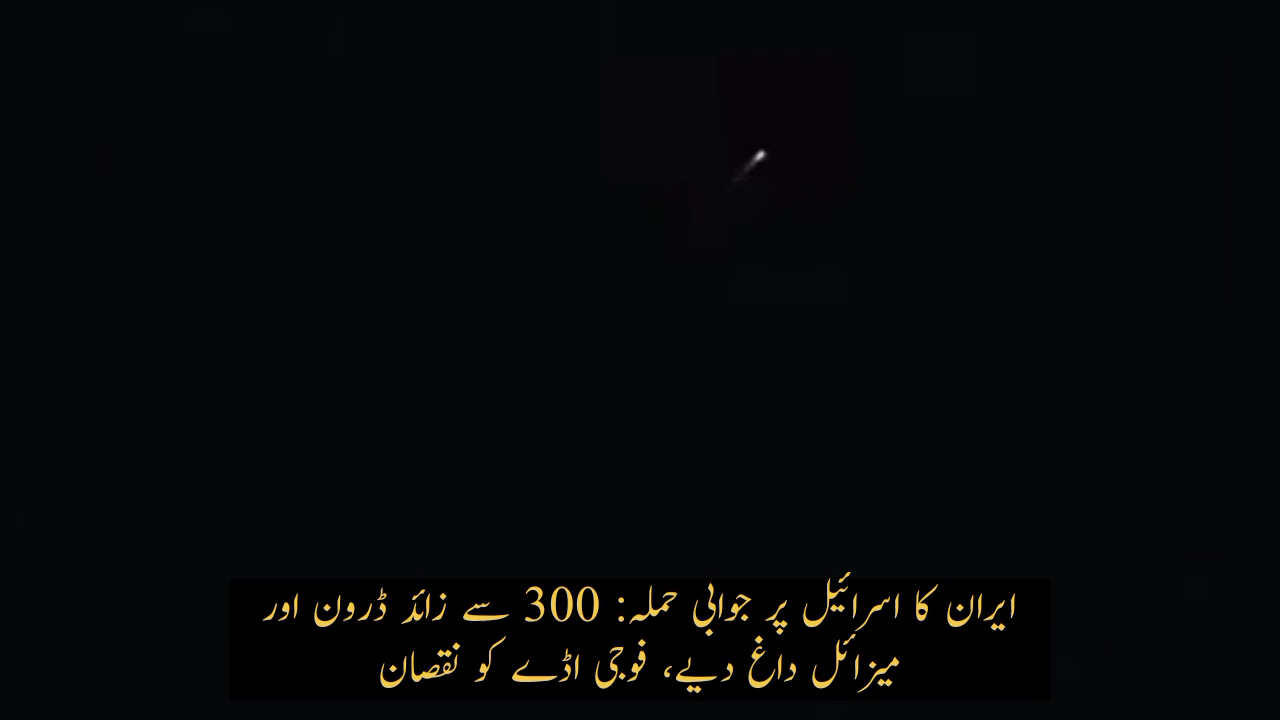 ایران کا اسرائیل پر جوابی حملہ: 300 سے زائد ڈرون اور
میزائل داغ دیے، فوجی اڈے کو نقصان